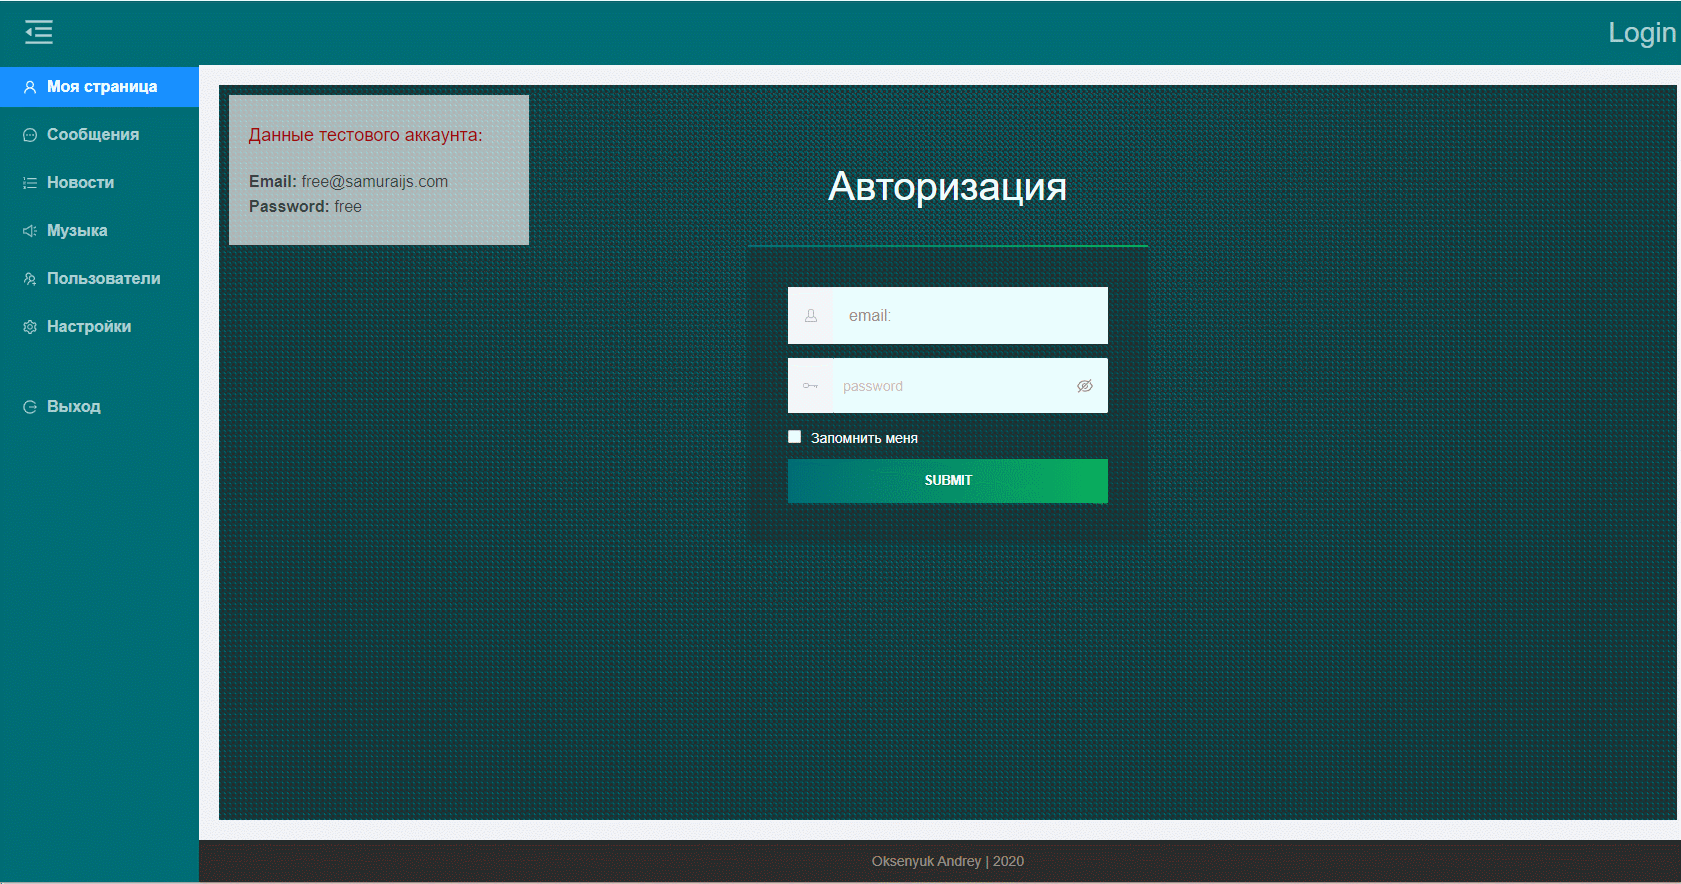 Login
Моя страница
Сообщения
Новости
Музыка
Пользователи
Настройки
Выход
Данные тестового аккаунта:
Email: free@samuraijs.com
Password: free
Авторизация
email:
password
Запомнить меня
SUBMIT
Oksenyuk Andrey | 2020